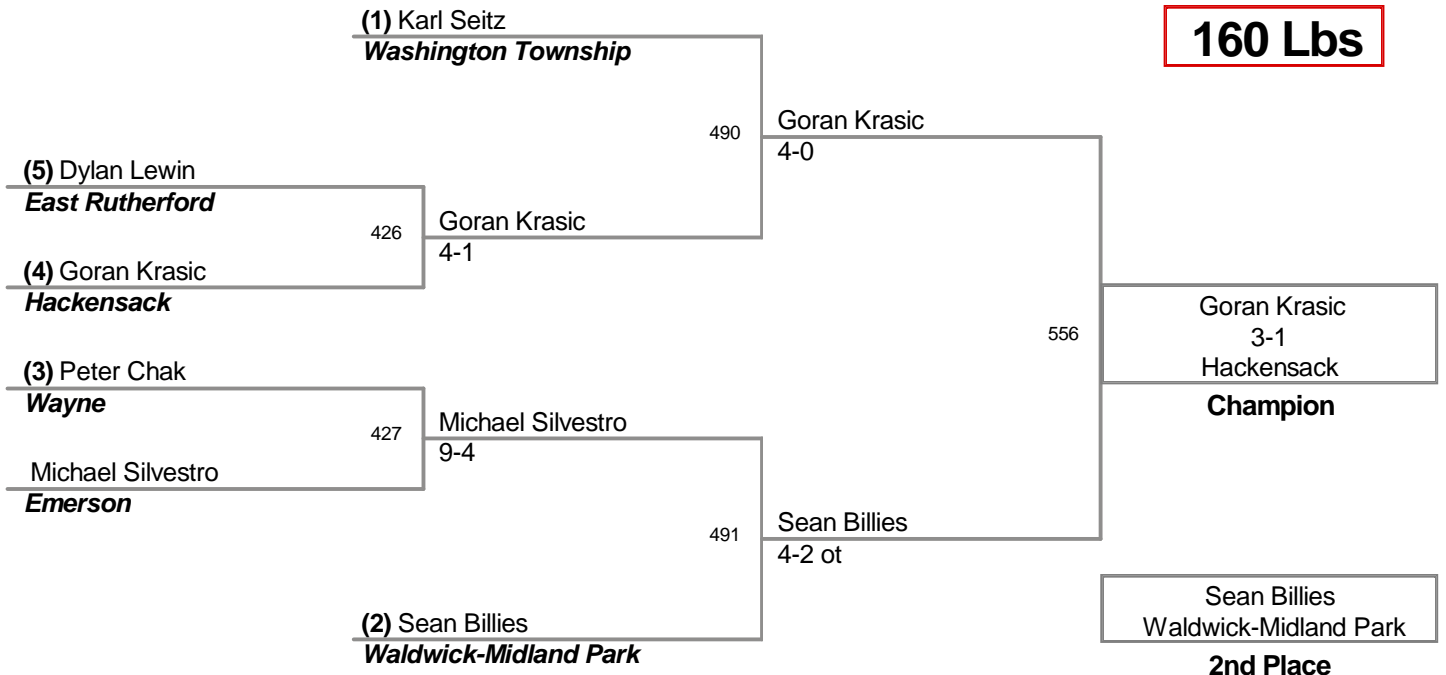 (1) Karl Seitz
Washington Township
160 Lbs
490
Goran Krasic
4-0
(5) Dylan Lewin
East Rutherford
426
Goran Krasic
4-1
(4) Goran Krasic
Hackensack
556
Goran Krasic
3-1
Hackensack
Champion
(3) Peter Chak
Wayne
427
Michael Silvestro
9-4
Michael Silvestro
Emerson
491
Sean Billies
4-2 ot
(2) Sean Billies
Waldwick-Midland Park
Sean Billies
Waldwick-Midland Park
2nd Place